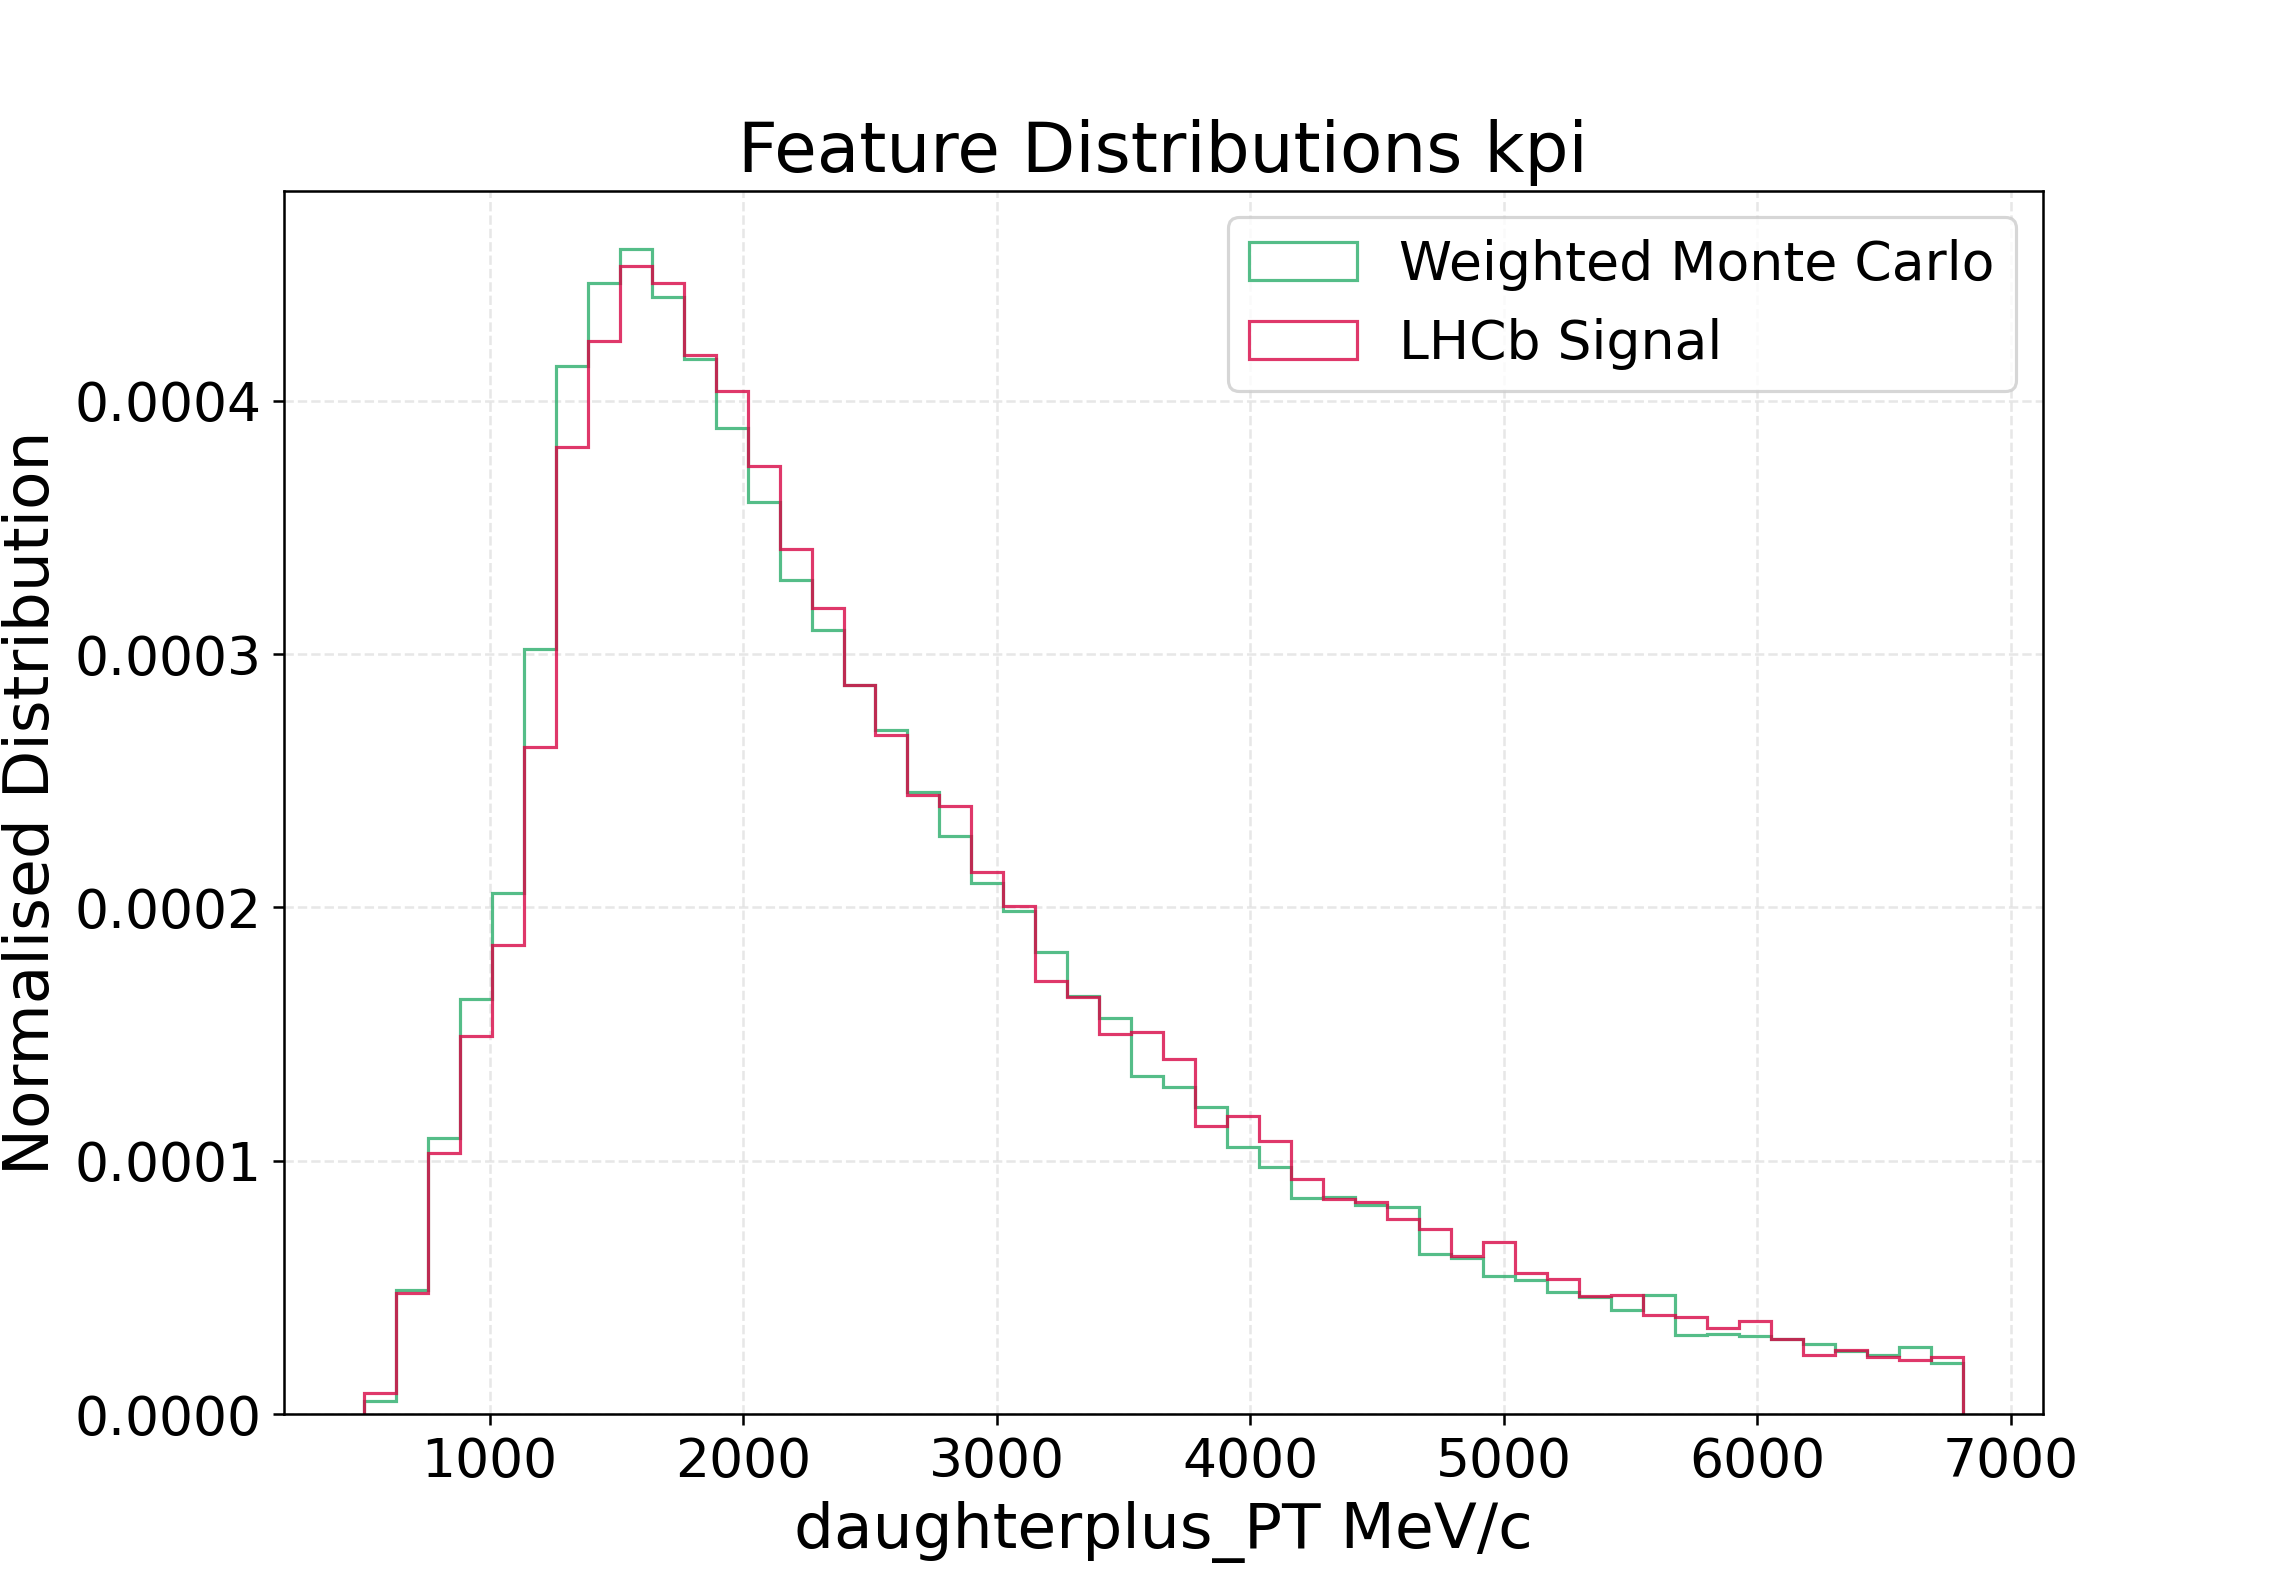 Feature Distributions kpi
Weighted Monte Carlo
LHCb Signal
Normalised Distribution
0.0004
0.0003
0.0002
0.0001
0.0000
1000 2000 3000 4000 5000 6000 7000
daughterplus_PT MeV/c